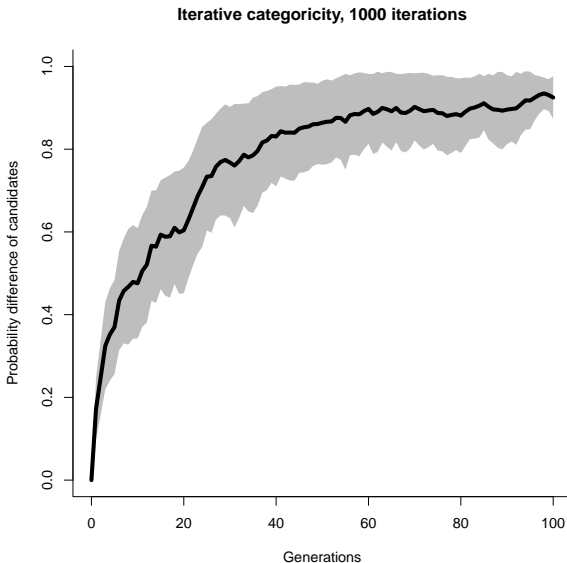 Iterative categoricity, 1000 iterations
Probability difference of candidates
1.0
0.8
0.6
0.4
0.2
0.0
0 20 40 60 80 100
Generations